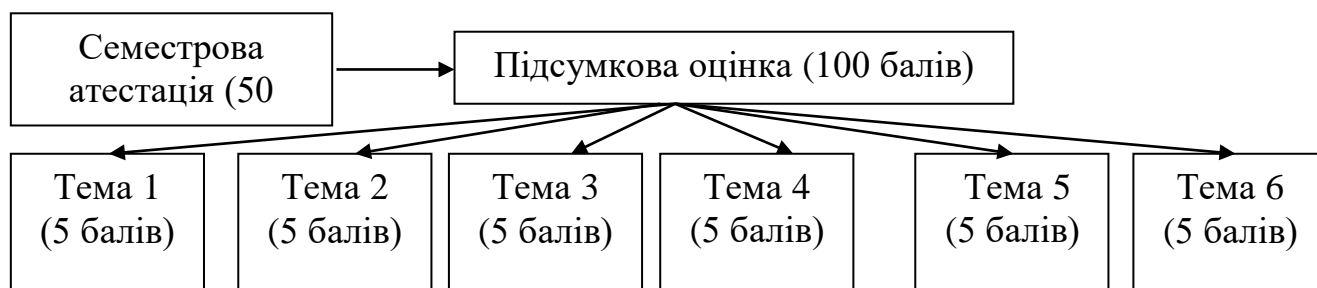 Семестрова
атестація (50
Підсумкова оцінка (100 балів)
Тема 1
(5 балів)
Тема 2
(5 балів)
Тема 3
(5 балів)
Тема 4
(5 балів)
Тема 5
(5 балів)
Тема 6
(5 балів)